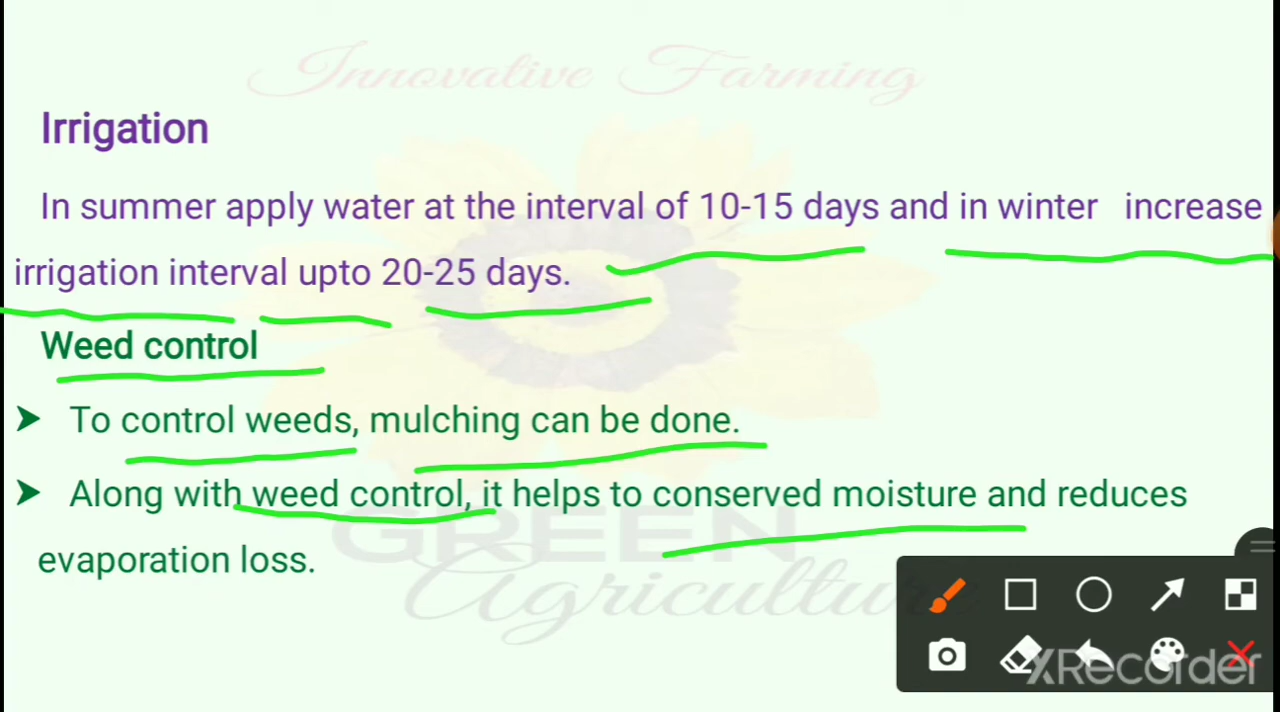 Innovative Farming
Irrigation
In summer apply water at the interval of 10-15 days and in winter increase
irrigation interval upto 20-25 days.
Weed control
➤ To control weeds, mulching can be done.
➤ Along with weed control, it helps to conserved moisture and reduces
evaporation loss.
GREEN
Agriculture
XRecorder